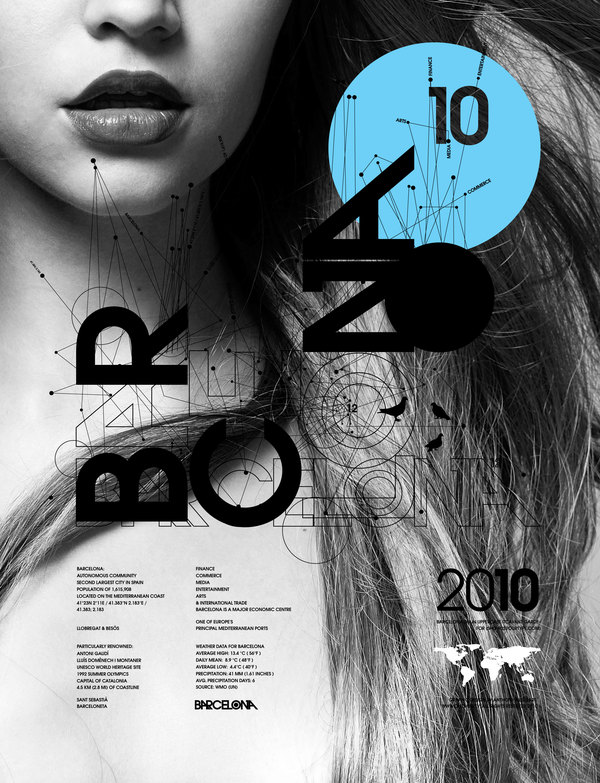 10
FINANCE
ARTS
MEDIA
COMMERCE
NA
B R
C
12
BARCELONA
BARCELONA:
AUTONOMOUS COMMUNITY
SECOND LARGEST CITY IN SPAIN
POPULATION OF 1,615,908
LOCATED ON THE MEDITERRANEAN COAST
41°23N 2°11E / 41.383°N 2.183°E /
41.383; 2.183
LLOBREGAT & BESÒS
PARTICULARLY RENOWNED:
ANTONI GAUDÍ
LLUÍS DOMÈNECH I MONTANER
UNESCO WORLD HERITAGE SITE
1992 SUMMER OLYMPICS
CAPITAL OF CATALONIA
4.5 KM (2.8 MI) OF COASTLINE
SANT SEBASTIÀ
BARCELONETA
FINANCE
COMMERCE
MEDIA
ENTERTAINMENT
ARTS
& INTERNATIONAL TRADE
BARCELONA IS A MAJOR ECONOMIC CENTRE
ONE OF EUROPE'S
PRINCIPAL MEDITERRANEAN PORTS
WEATHER DATA FOR BARCELONA
AVERAGE HIGH: 13.4 °C ( 56°F )
DAILY MEAN: 8.9 °C ( 48°F )
AVERAGE LOW: 4.4°C ( 40°F )
PRECIPITATION: 41 MM (1.61 INCHES )
AVG. PRECIPITATION DAYS: 6
SOURCE: WMO (UN)
BARCELONA
2010